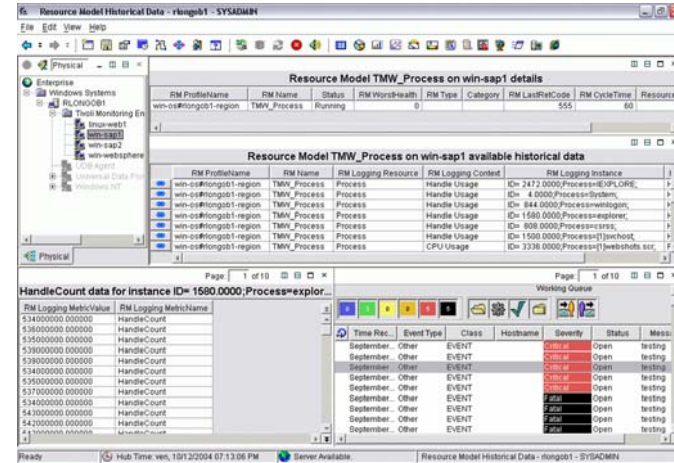 Resource Model Historical Data - rlongob1 - SYSADMIN
File Edit View Help
Physical
Enterprise
Windows Systems
RLONGOB1
Tivoli Monitoring En
linux-web1
win-sap1
win-sap2
win-websphere
UDB Agent
Universal Data Prov
Windows NT
Physical
Resource Model TMW_Process on win-sap1 details
RM ProfileName RM Name Status RM WorstHealth RM Type Category RM LastRetCode RM CycleTime Resource
win-os#rlongob1-region TMW_Process Running 0 555 60
Resource Model TMW_Process on win-sap1 available historical data
RM ProfileName RM Name RM Logging Resource RM Logging Context RM Logging Instance
win-os#rlongob1-region TMW_Process Process Handle Usage ID= 2472.0000;Process=IEXPLORE;
win-os#rlongob1-region TMW_Process Process Handle Usage ID= 4.0000;Process=System;
win-os#rlongob1-region TMW_Process Process Handle Usage ID= 844.0000;Process=winlogon;
win-os#rlongob1-region TMW_Process Process Handle Usage ID= 1580.0000;Process=explorer;
win-os#rlongob1-region TMW_Process Process Handle Usage ID= 808.0000;Process=csrss;
win-os#rlongob1-region TMW_Process Process Handle Usage ID= 1500.0000;Process=[1]svchost;
win-os#rlongob1-region TMW_Process Process CPU Usage ID= 3336.0000;Process=[1]webshots.scr;
Page: 1 of 10
HandleCount data for instance ID= 1580.0000;Process=explor...
RM Logging MetricValue RM Logging MetricName
534000000.000000 HandleCount
536000000.000000 HandleCount
535000000.000000 HandleCount
539000000.000000 HandleCount
539000000.000000 HandleCount
534000000.000000 HandleCount
535000000.000000 HandleCount
537000000.000000 HandleCount
534000000.000000 HandleCount
543000000.000000 HandleCount
542000000.000000 HandleCount
HandleCount
Page: 1 of 10
Working Queue
Time Rec... Event Type Class Hostname Severity Status Messa
September... Other EVENT Critical Open testing
September... Other EVENT Critical Open testing
September... Other EVENT Critical Open testing
September... Other EVENT Critical Open testing
September... Other EVENT Critical Open testing
September... Other EVENT Fatal Open testing
September... Other EVENT Fatal Open testing
September... Other EVENT Fatal Open testing
September... Other EVENT Fatal Open testing
Ready Hub Time: ven, 10/12/2004 07:13:06 PM Server Available. Resource Model Historical Data - rlongob1 - SYSADMIN